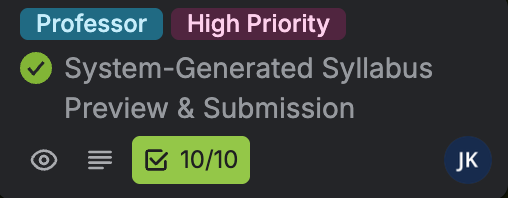 Professor High Priority
System-Generated Syllabus
Preview & Submission
10/10 JK